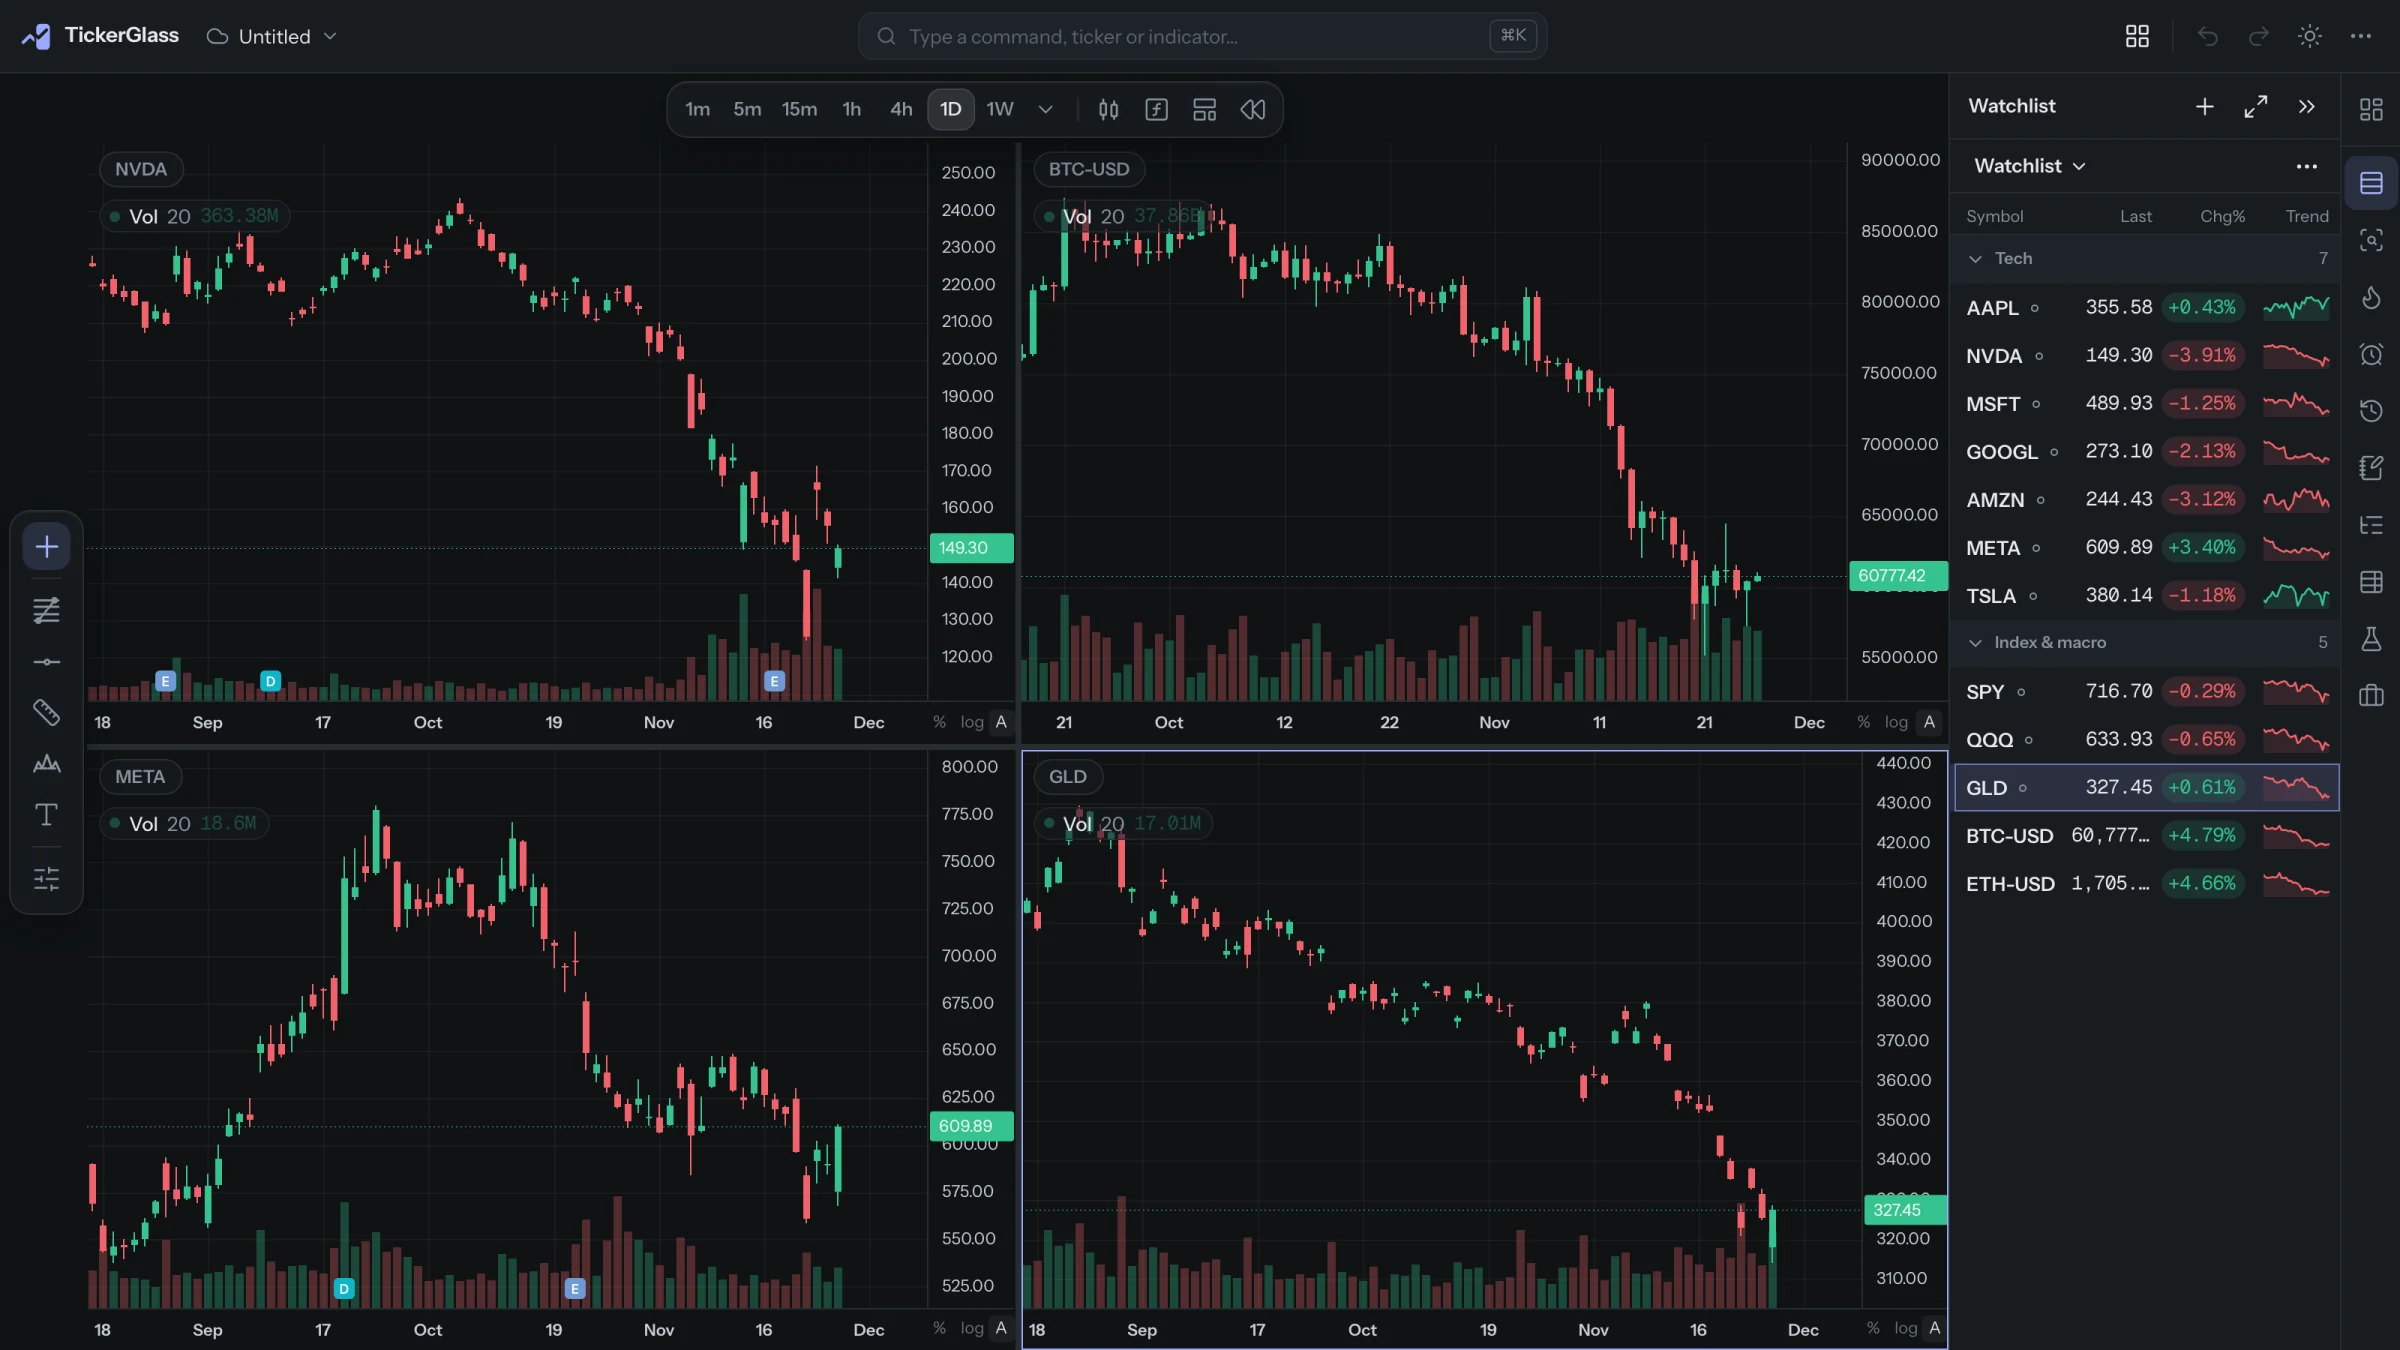 TickerGlass Untitled Type a command, ticker or indicator... ⌘K
1m 5m 15m 1h 4h 1D 1W
NVDA
Vol 20 363.38M
250.00
240.00
230.00
220.00
210.00
200.00
190.00
180.00
170.00
160.00
149.30
140.00
130.00
120.00
E D E
18 Sep 17 Oct 19 Nov 16 Dec % log A
BTC-USD
Vol 20 37.86B
90000.00
85000.00
80000.00
75000.00
70000.00
65000.00
60777.42
55000.00
21 Oct 12 22 Nov 11 21 Dec % log A
META
Vol 20 18.6M
800.00
775.00
750.00
725.00
700.00
675.00
650.00
625.00
609.89
600.00
575.00
550.00
525.00
D E
18 Sep 17 Oct 19 Nov 16 Dec % log A
GLD
Vol 20 17.01M
440.00
430.00
420.00
410.00
400.00
390.00
380.00
370.00
360.00
350.00
340.00
327.45
320.00
310.00
18 Sep 17 Oct 19 Nov 16 Dec % log A
Watchlist
Watchlist
Symbol Last Chg% Trend
Tech 7
AAPL 355.58 +0.43%
NVDA 149.30 −3.91%
MSFT 489.93 −1.25%
GOOGL 273.10 −2.13%
AMZN 244.43 −3.12%
META 609.89 +3.40%
TSLA 380.14 −1.18%
Index & macro 5
SPY 716.70 −0.29%
QQQ 633.93 −0.65%
GLD 327.45 +0.61%
BTC-USD 60,777… +4.79%
ETH-USD 1,705.… +4.66%